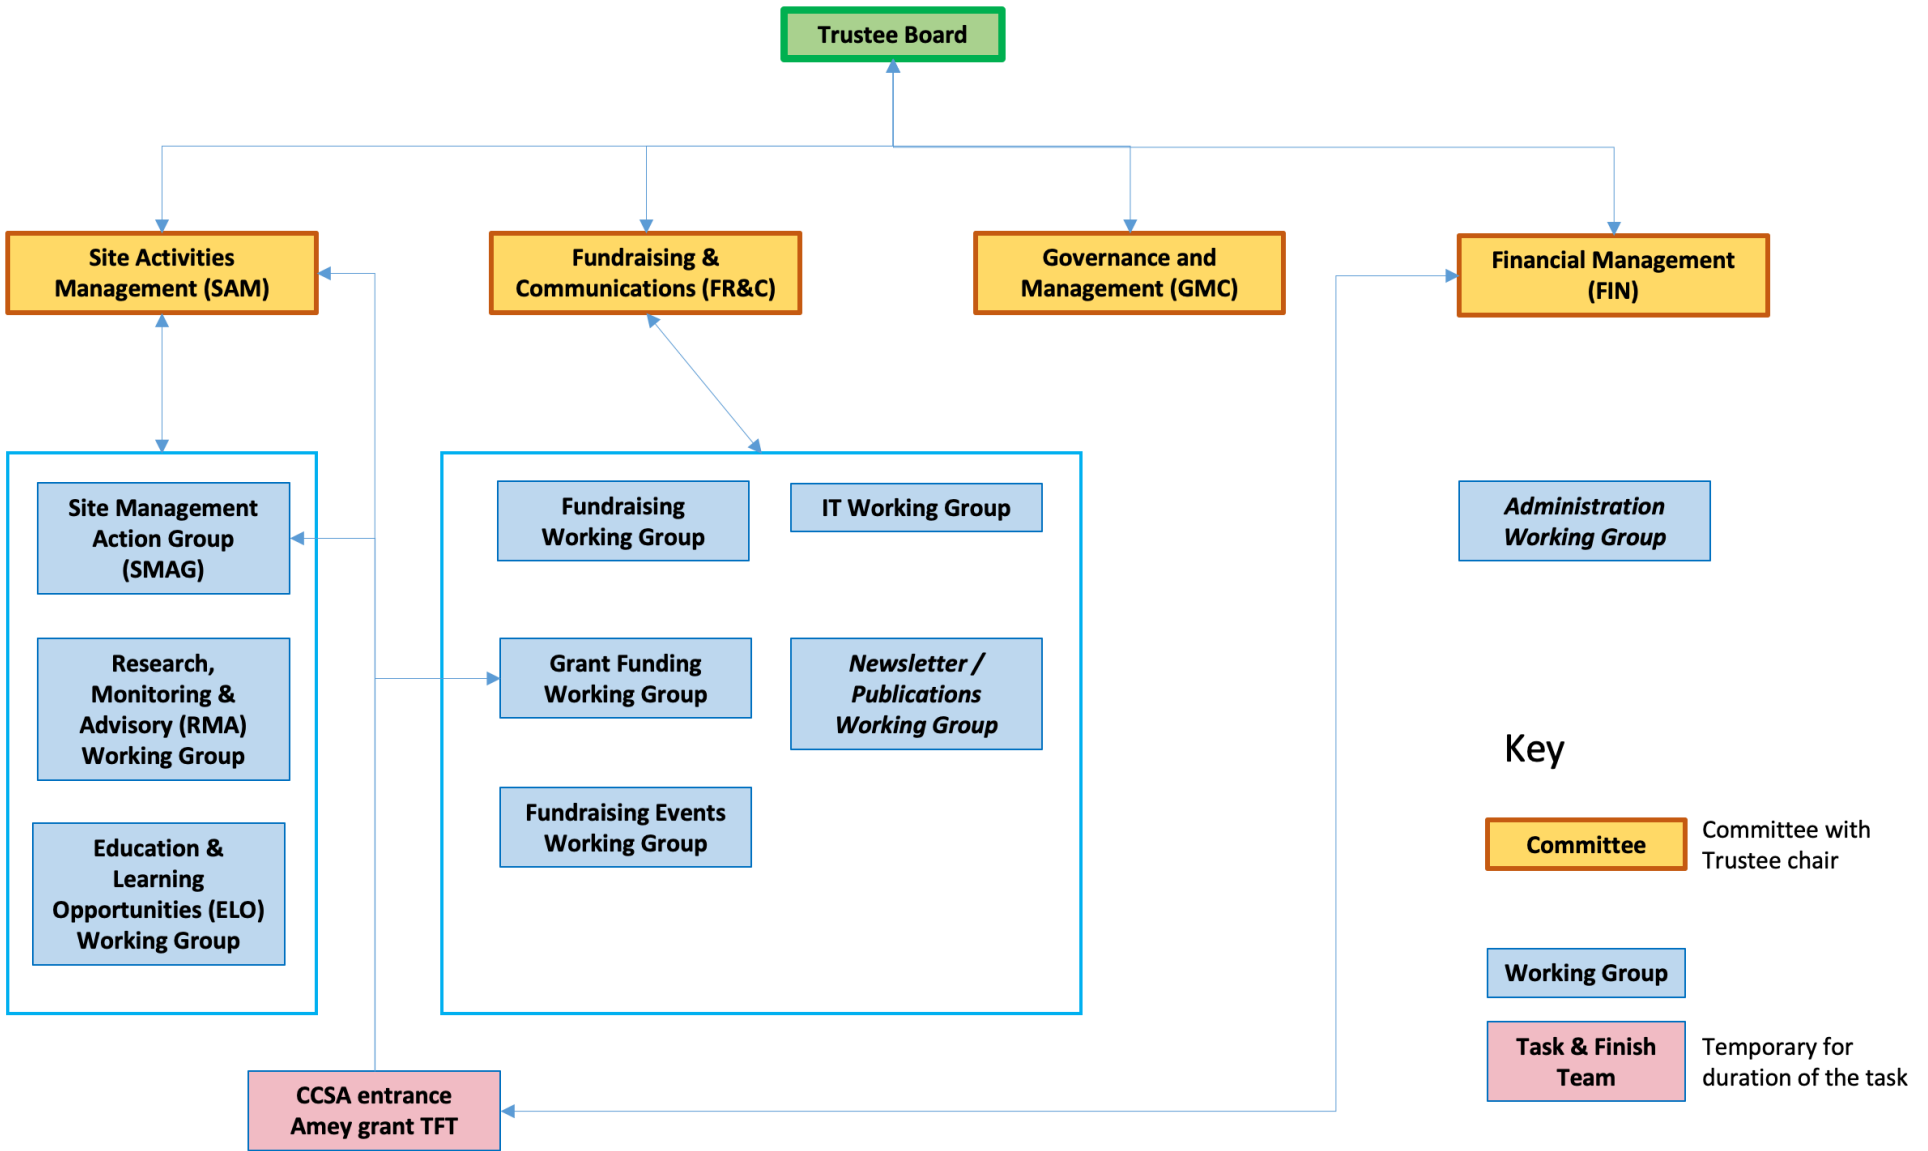 Trustee Board
Site Activities
Management (SAM)
Fundraising &
Communications (FR&C)
Governance and
Management (GMC)
Financial Management
(FIN)
Site Management
Action Group
(SMAG)
Research,
Monitoring &
Advisory (RMA)
Working Group
Education &
Learning
Opportunities (ELO)
Working Group
Fundraising
Working Group
IT Working Group
Grant Funding
Working Group
Newsletter /
Publications
Working Group
Fundraising Events
Working Group
Administration
Working Group
CCSA entrance
Amey grant TFT
Key
Committee
Committee with
Trustee chair
Working Group
Task & Finish
Team
Temporary for
duration of the task